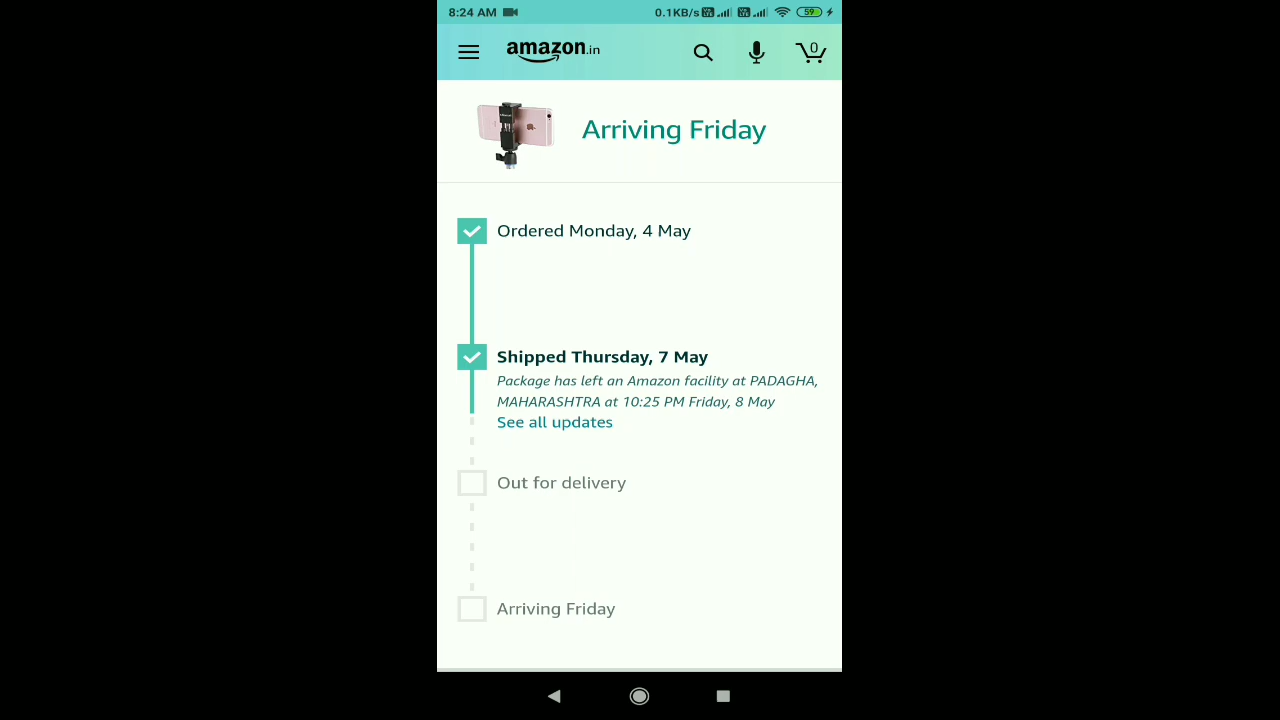 8:24 AM
0.1KB/s
59
amazon.in
0
Arriving Friday
Ordered Monday, 4 May
Shipped Thursday, 7 May
Package has left an Amazon facility at PADAGHA,
MAHARASHTRA at 10:25 PM Friday, 8 May
See all updates
Out for delivery
Arriving Friday